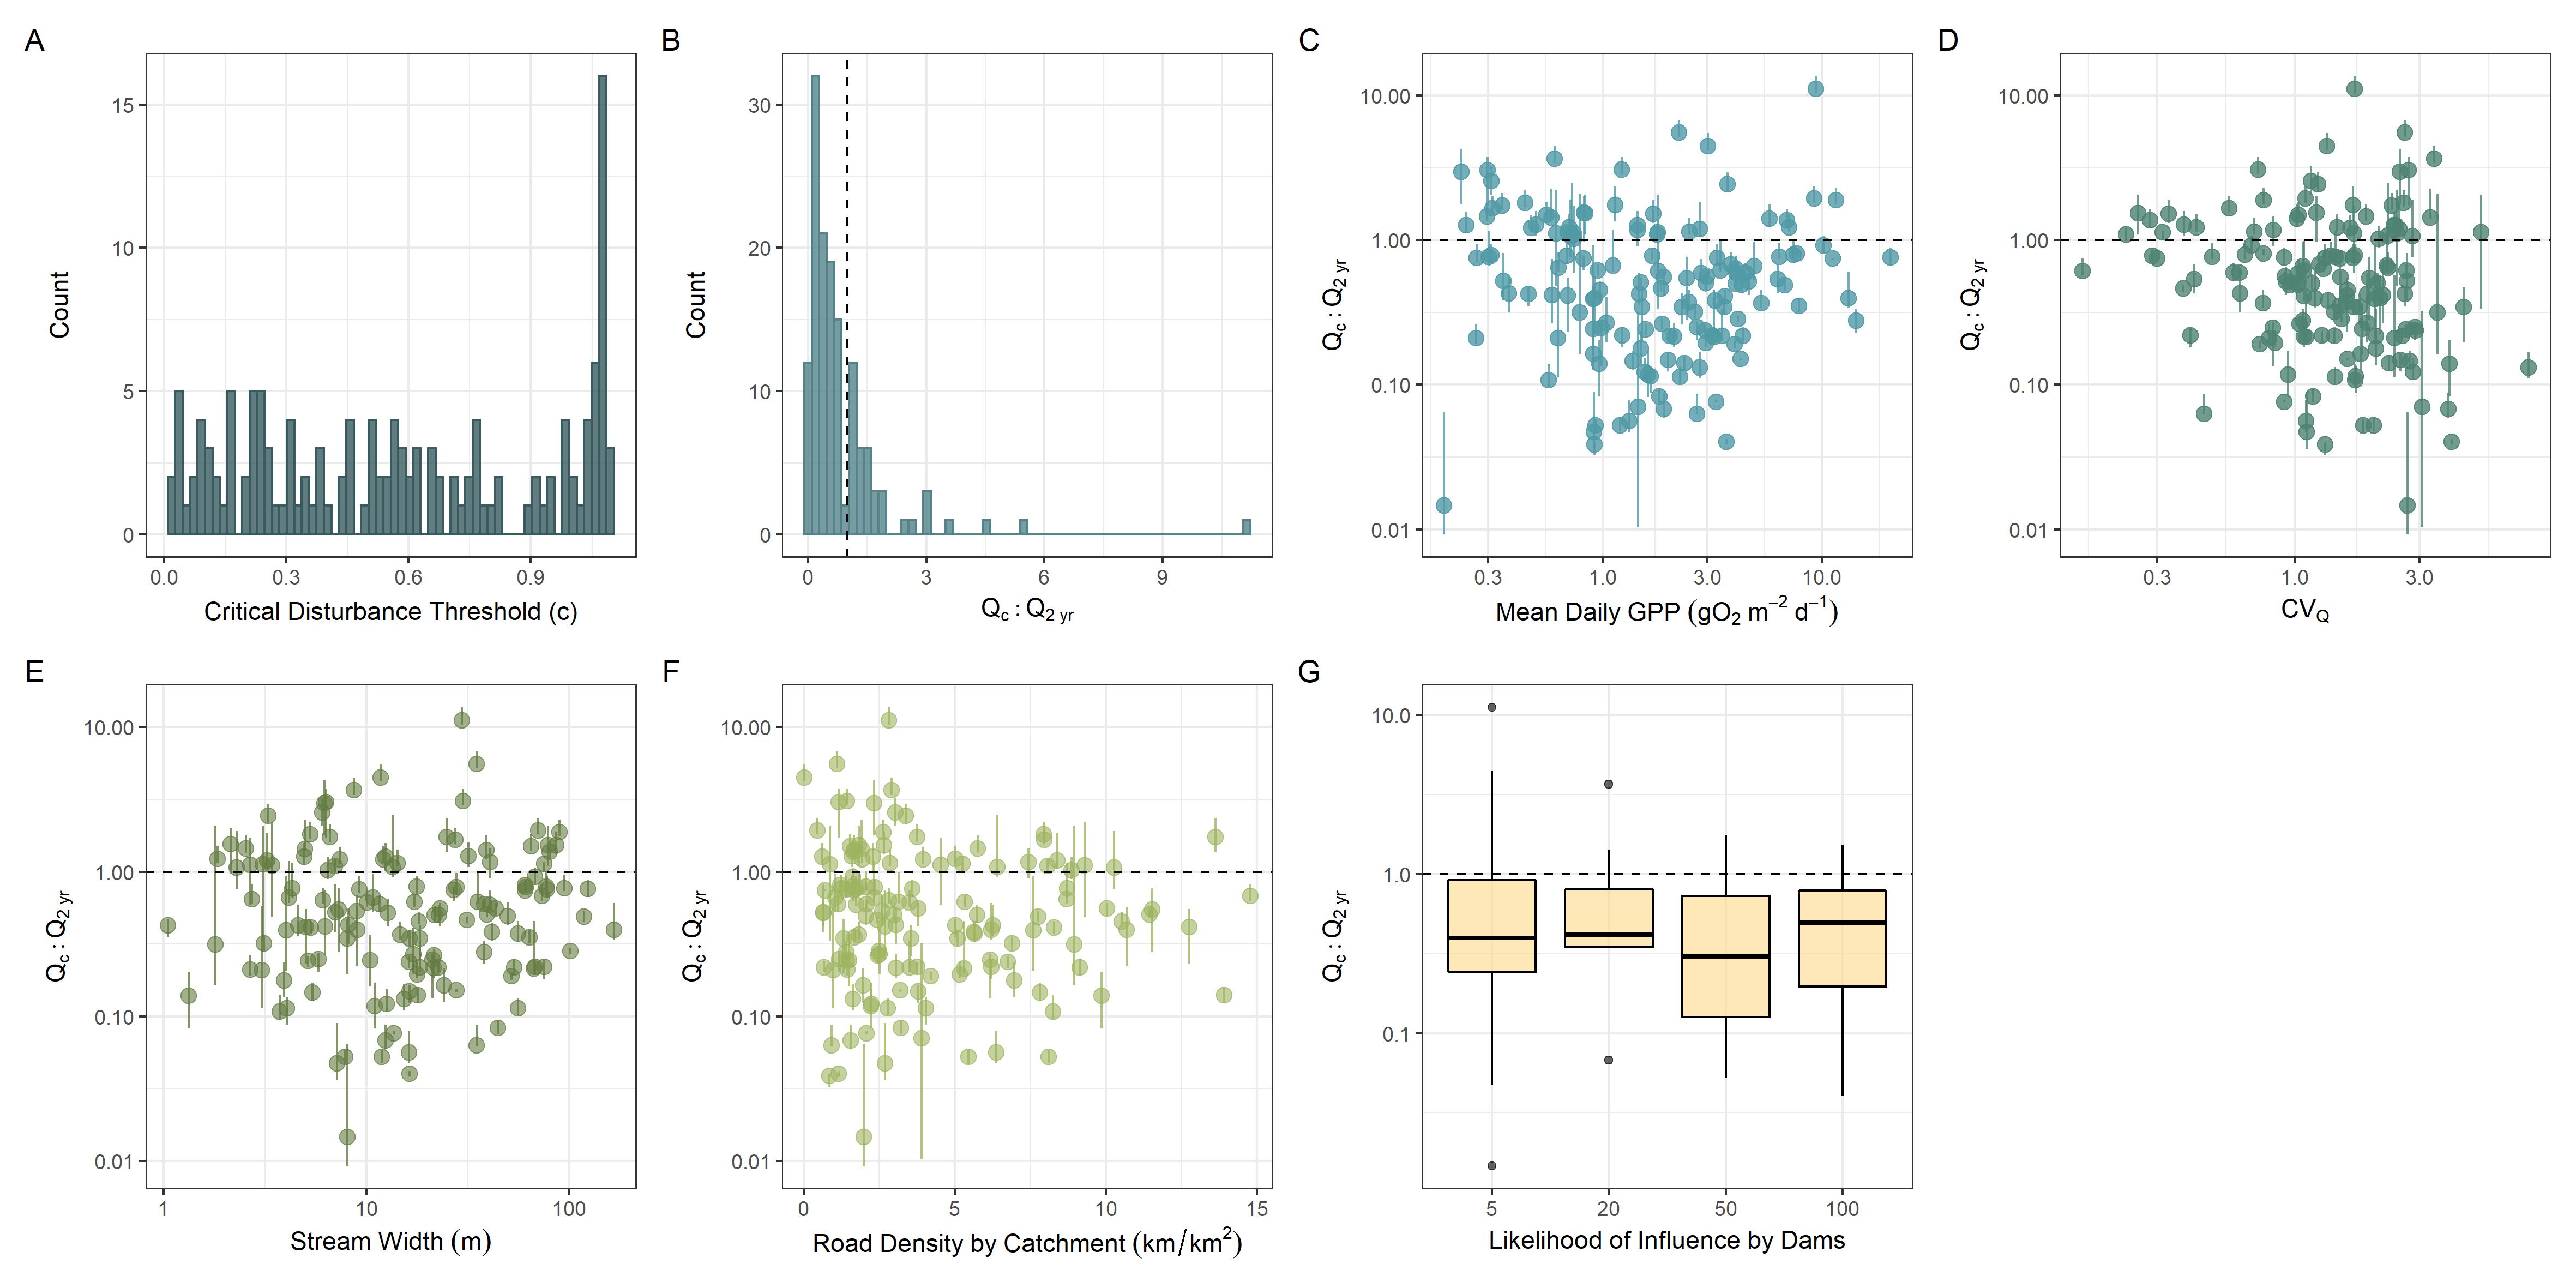 A
15
10
5
0
Count
0.0 0.3 0.6 0.9
Critical Disturbance Threshold (c)
B
30
20
10
0
Count
0 3 6 9
Qc : Q2 yr
C
10.00
1.00
0.10
0.01
Qc : Q2 yr
0.3 1.0 3.0 10.0
Mean Daily GPP (gO2 m−2 d−1)
D
10.00
1.00
0.10
0.01
Qc : Q2 yr
0.3 1.0 3.0
CVQ
E
10.00
1.00
0.10
0.01
Qc : Q2 yr
1 10 100
Stream Width (m)
F
10.00
1.00
0.10
0.01
Qc : Q2 yr
0 5 10 15
Road Density by Catchment (km/km2)
G
10.0
1.0
0.1
Qc : Q2 yr
5 20 50 100
Likelihood of Influence by Dams